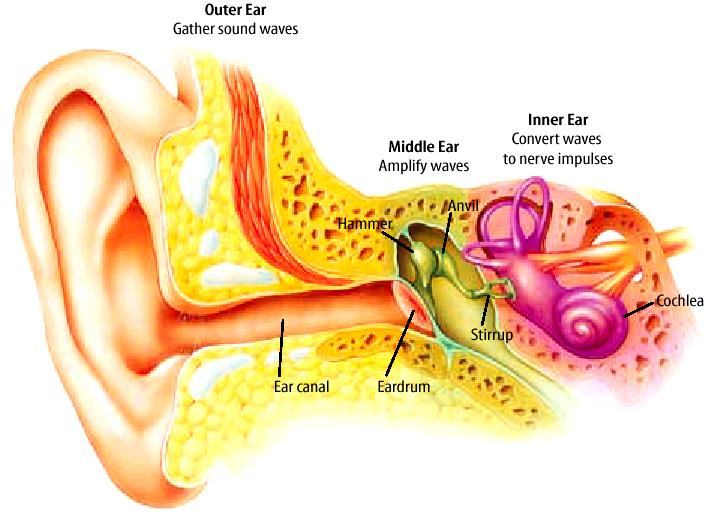 Outer Ear
Gather sound waves
Inner Ear
Convert waves
to nerve impulses
Middle Ear
Amplify waves
Anvil
Hammer
Cochlea
Stirrup
Ear canal
Eardrum